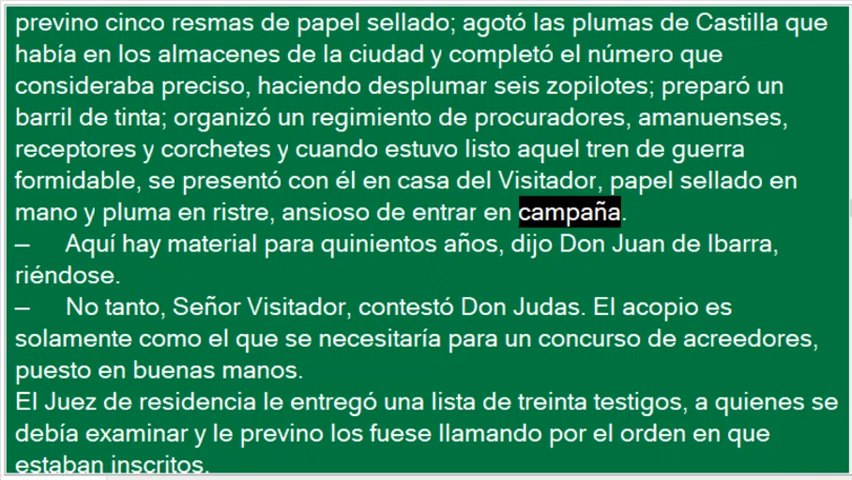 previno cinco resmas de papel sellado; agotó las plumas de Castilla que
había en los almacenes de la ciudad y completó el número que
consideraba preciso, haciendo desplumar seis zopilotes; preparó un
barril de tinta; organizó un regimiento de procuradores, amanuenses,
receptores y corchetes y cuando estuvo listo aquel tren de guerra
formidable, se presentó con él en casa del Visitador, papel sellado en
mano y pluma en ristre, ansioso de entrar en campaña.
– Aquí hay material para quinientos años, dijo Don Juan de Ibarra,
riéndose.
– No tanto, Señor Visitador, contestó Don Judas. El acopio es
solamente como el que se necesitaría para un concurso de acreedores,
puesto en buenas manos.
El Juez de residencia le entregó una lista de treinta testigos, a quienes se
debía examinar y le previno los fuese llamando por el orden en que
estaban inscritos.